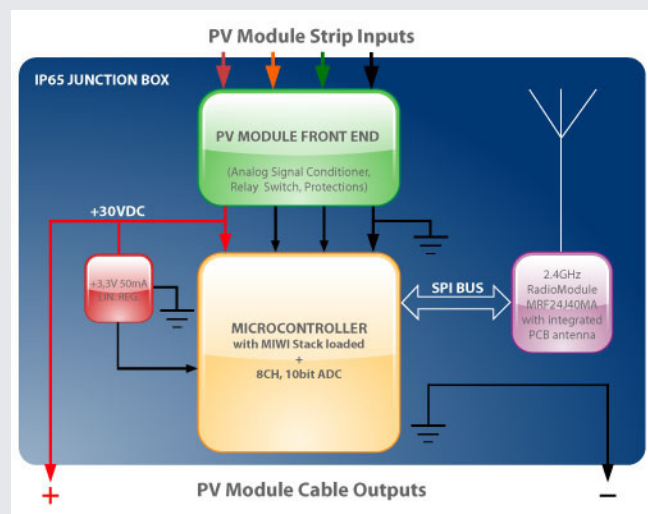 PV Module Strip Inputs
IP65 JUNCTION BOX
PV MODULE FRONT END
(Analog Signal Conditioner,
Relay Switch, Protections)
+30VDC
+3,3V 50mA
LIN. REG.
MICROCONTROLLER
with MIWI Stack loaded
+
8CH, 10bit ADC
SPI BUS
2.4GHz
RadioModule
MRF24J40MA
with integrated
PCB antenna
+
PV Module Cable Outputs
−